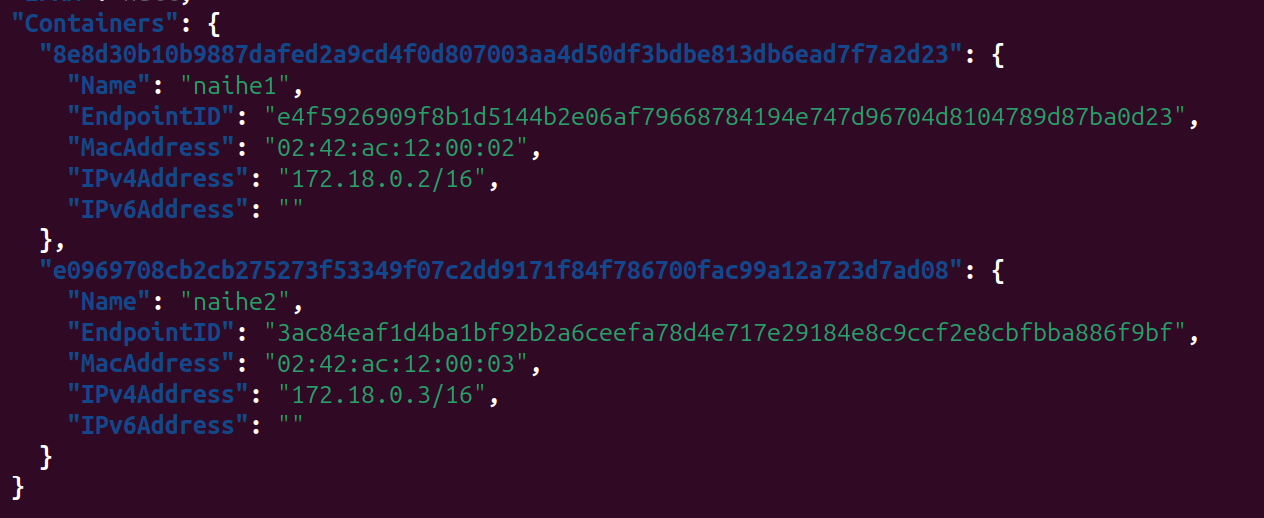 "Containers": {
"8e8d30b10b9887dafed2a9cd4f0d807003aa4d50df3bdbe813db6ead7f7a2d23": {
"Name": "naihe1",
"EndpointID": "e4f5926909f8b1d5144b2e06af79668784194e747d96704d8104789d87ba0d23",
"MacAddress": "02:42:ac:12:00:02",
"IPv4Address": "172.18.0.2/16",
"IPv6Address": ""
},
"e0969708cb2cb275273f53349f07c2dd9171f84f786700fac99a12a723d7ad08": {
"Name": "naihe2",
"EndpointID": "3ac84eaf1d4ba1bf92b2a6ceefa78d4e717e29184e8c9ccf2e8cbfbba886f9bf",
"MacAddress": "02:42:ac:12:00:03",
"IPv4Address": "172.18.0.3/16",
"IPv6Address": ""
}
}